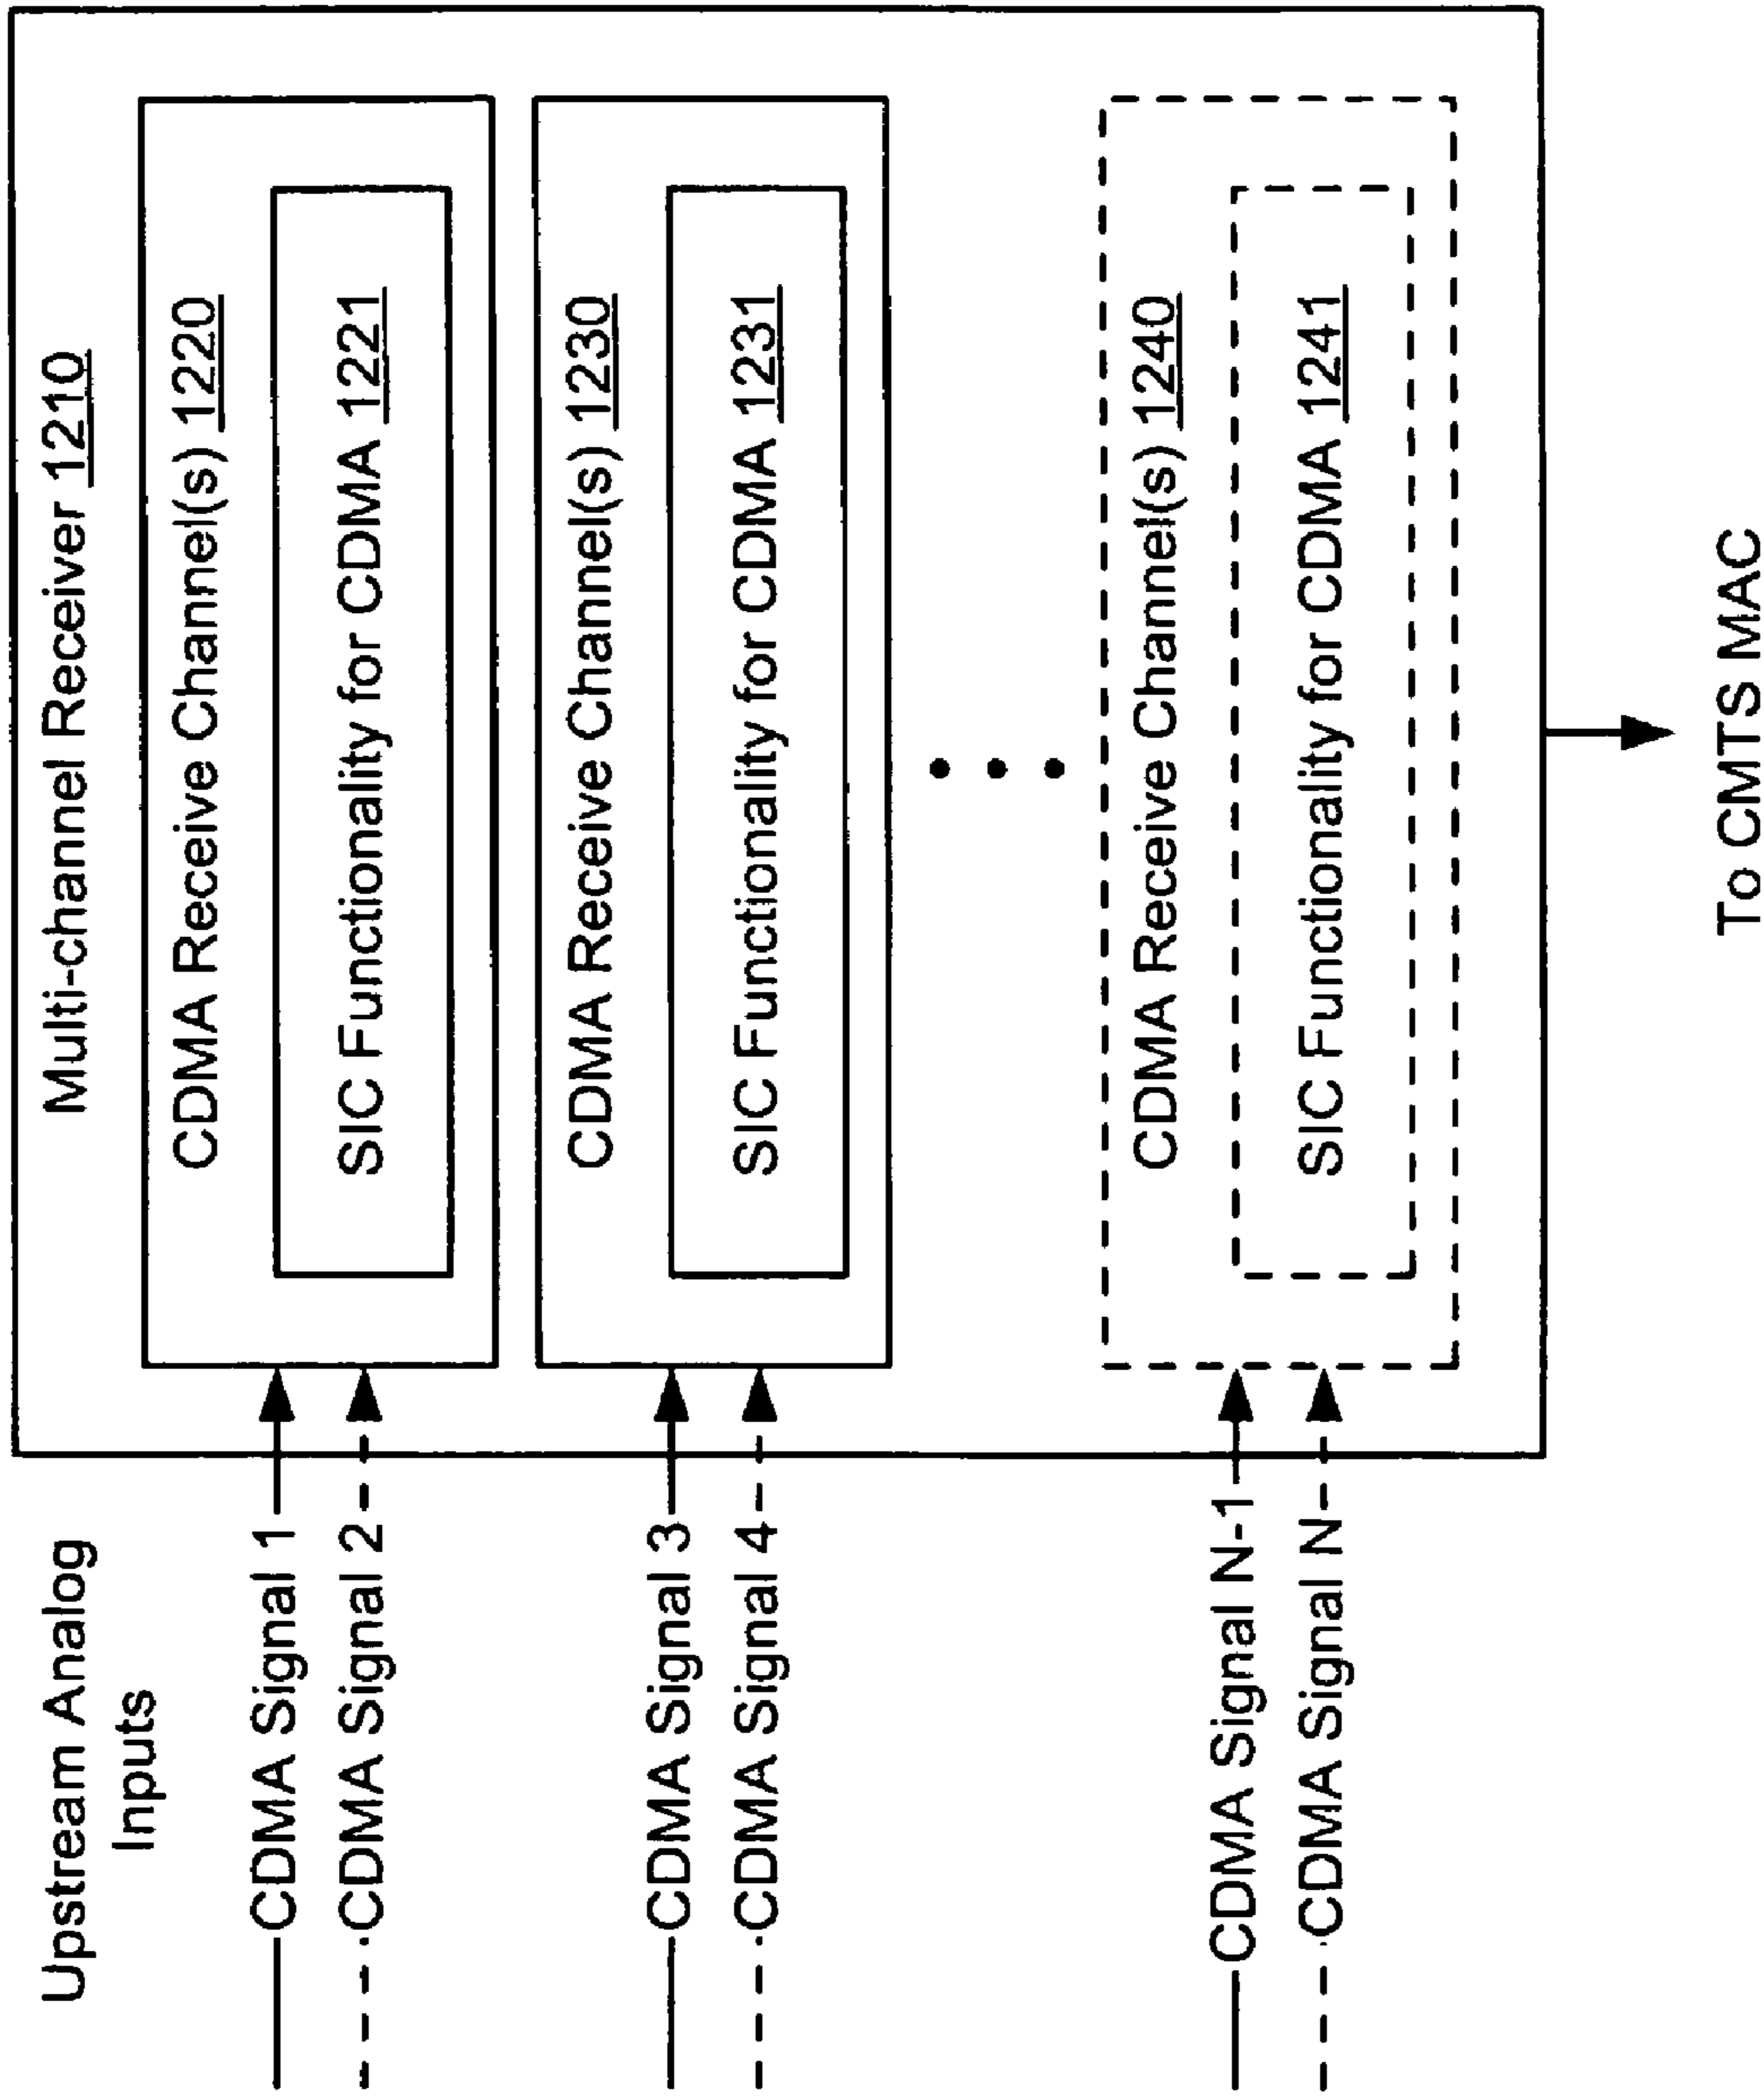 Upstream Analog
Inputs
Multi-channel Receiver 1210
CDMA Signal 1
CDMA Signal 2
CDMA Receive Channel(s) 1220
SIC Functionality for CDMA 1221
CDMA Signal 3
CDMA Signal 4
CDMA Receive Channel(s) 1230
SIC Functionality for CDMA 1231
CDMA Signal N-1
CDMA Signal N
CDMA Receive Channel(s) 1240
SIC Functionality for CDMA 1241
To CMTS MAC